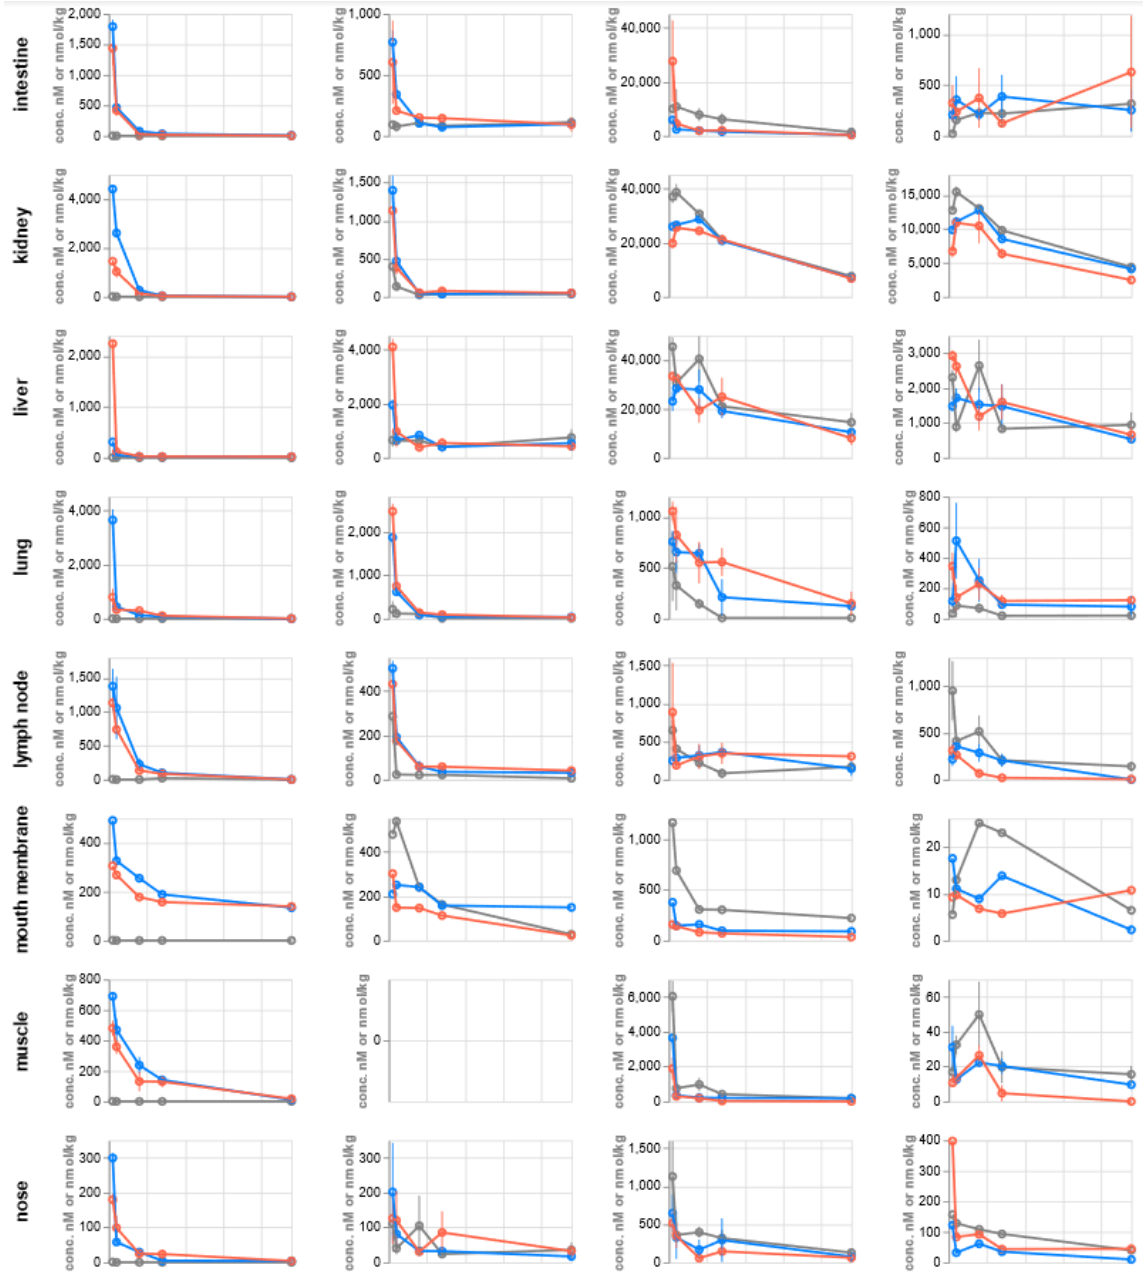 intestine
conc. nM or nmol/kg
2,000
1,500
1,000
500
0
conc. nM or nmol/kg
1,000
500
0
conc. nM or nmol/kg
40,000
20,000
0
conc. nM or nmol/kg
1,000
500
0
kidney
conc. nM or nmol/kg
4,000
2,000
0
conc. nM or nmol/kg
1,500
1,000
500
0
conc. nM or nmol/kg
40,000
20,000
0
conc. nM or nmol/kg
15,000
10,000
5,000
0
liver
conc. nM or nmol/kg
2,000
1,000
0
conc. nM or nmol/kg
4,000
2,000
0
conc. nM or nmol/kg
40,000
20,000
0
conc. nM or nmol/kg
3,000
2,000
1,000
0
lung
conc. nM or nmol/kg
4,000
2,000
0
conc. nM or nmol/kg
2,000
1,000
0
conc. nM or nmol/kg
1,000
500
0
conc. nM or nmol/kg
800
600
400
200
0
lymph node
conc. nM or nmol/kg
1,500
1,000
500
0
conc. nM or nmol/kg
400
200
0
conc. nM or nmol/kg
1,500
1,000
500
0
conc. nM or nmol/kg
1,000
500
0
mouth membrane
conc. nM or nmol/kg
400
200
0
conc. nM or nmol/kg
400
200
0
conc. nM or nmol/kg
1,000
500
0
conc. nM or nmol/kg
20
10
0
muscle
conc. nM or nmol/kg
800
600
400
200
0
conc. nM or nmol/kg
0
conc. nM or nmol/kg
6,000
4,000
2,000
0
conc. nM or nmol/kg
60
40
20
0
nose
conc. nM or nmol/kg
300
200
100
0
conc. nM or nmol/kg
300
200
100
0
conc. nM or nmol/kg
1,500
1,000
500
0
conc. nM or nmol/kg
400
300
200
100
0